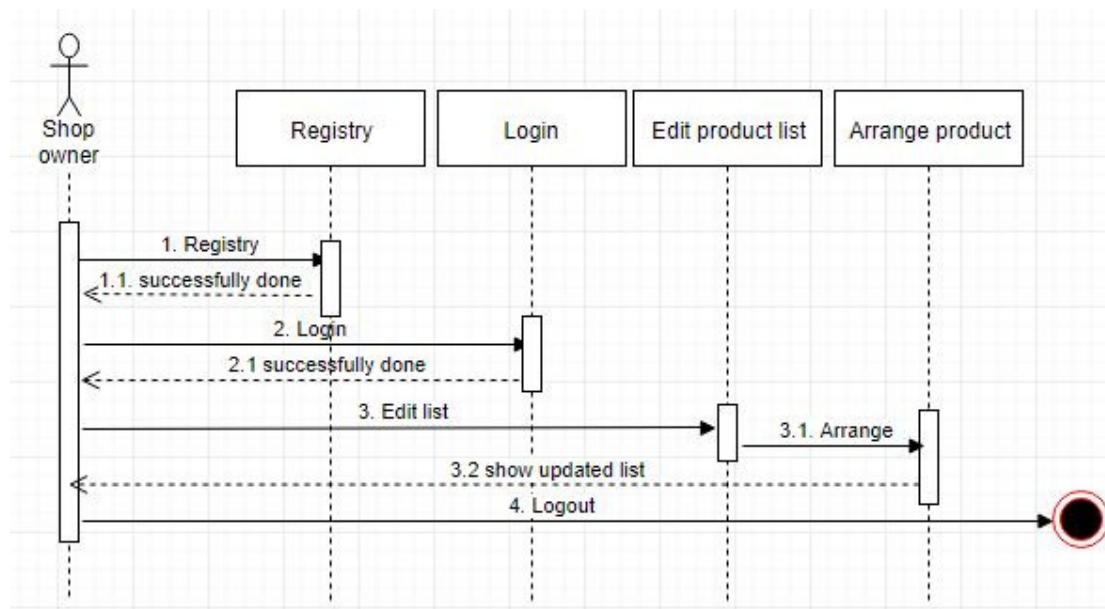 Shop
owner
Registry
Login
Edit product list
Arrange product
1. Registry
1.1. successfully done
2. Login
2.1 successfully done
3. Edit list
3.1. Arrange
3.2 show updated list
4. Logout